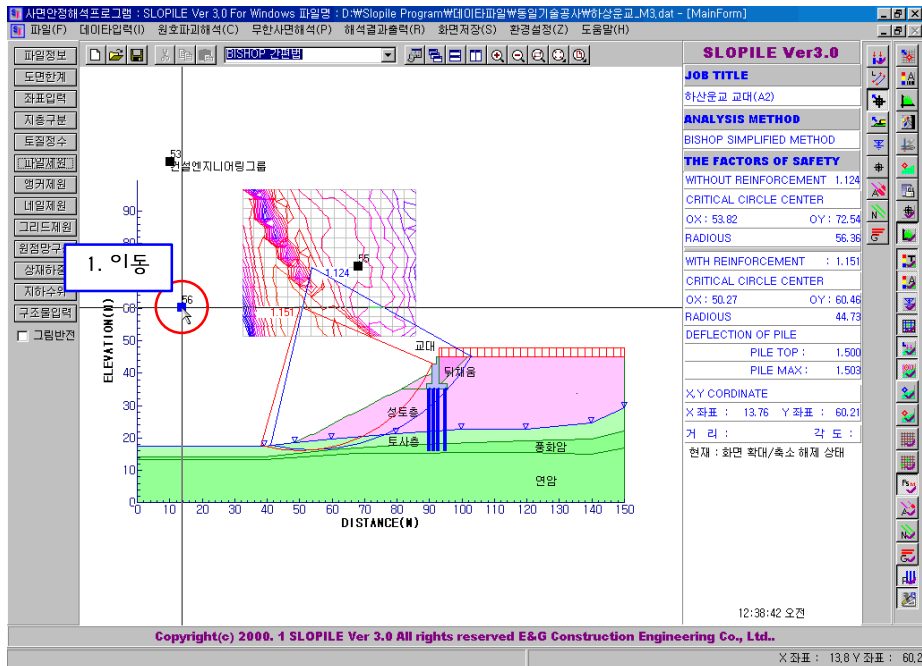 사면안정해석프로그램 : SLOPILE Ver 3,0 For Windows 파일명 : D:₩Slopile Program₩데이타파일₩동일기술공사₩하상운교_M3,dat - [MainForm]
파일(F) 데이타입력(I) 원호파괴해석(C) 무한사면해석(P) 해석결과출력(R) 화면저장(S) 환경설정(Z) 도움말(H)
파일정보
도면한계
좌표입력
지층구분
토질정수
파일제원
앵커제원
네일제원
그리드제원
원점망구
상재하중
지하수위
구조물입력
그림반전
BISHOP 간편법
53
컨설엔지니어링그룹
55
56
1. 이동
1.124
1.151
ELEVATION(M)
90
80
60
50
40
30
20
10
0
교대
뒤채움
성토층
토사층
풍화암
연암
0 10 20 30 40 50 60 70 80 90 100 110 120 130 140 150
DISTANCE(M)
SLOPILE Ver3.0
JOB TITLE
하산운교 교대(A2)
ANALYSIS METHOD
BISHOP SIMPLIFIED METHOD
THE FACTORS OF SAFETY
WITHOUT REINFORCEMENT 1.124
CRITICAL CIRCLE CENTER
OX : 53.82 OY : 72.54
RADIOUS 56.36
WITH REINFORCEMENT : 1.151
CRITICAL CIRCLE CENTER
OX : 50.27 OY : 60.46
RADIOUS 44.73
DEFLECTION OF PILE
PILE TOP : 1.500
PILE MAX : 1.503
X,Y CORDINATE
X 좌표 : 13.76 Y 좌표 : 60.21
거 리 : 각 도 :
현재 : 화면 확대/축소 해제 상태
12:38:42 오전
Copyright(c) 2000. 1 SLOPILE Ver 3.0 All rights reserved E&G Construction Engineering Co., Ltd..
X 좌표 : 13,8 Y 좌표 : 60,2